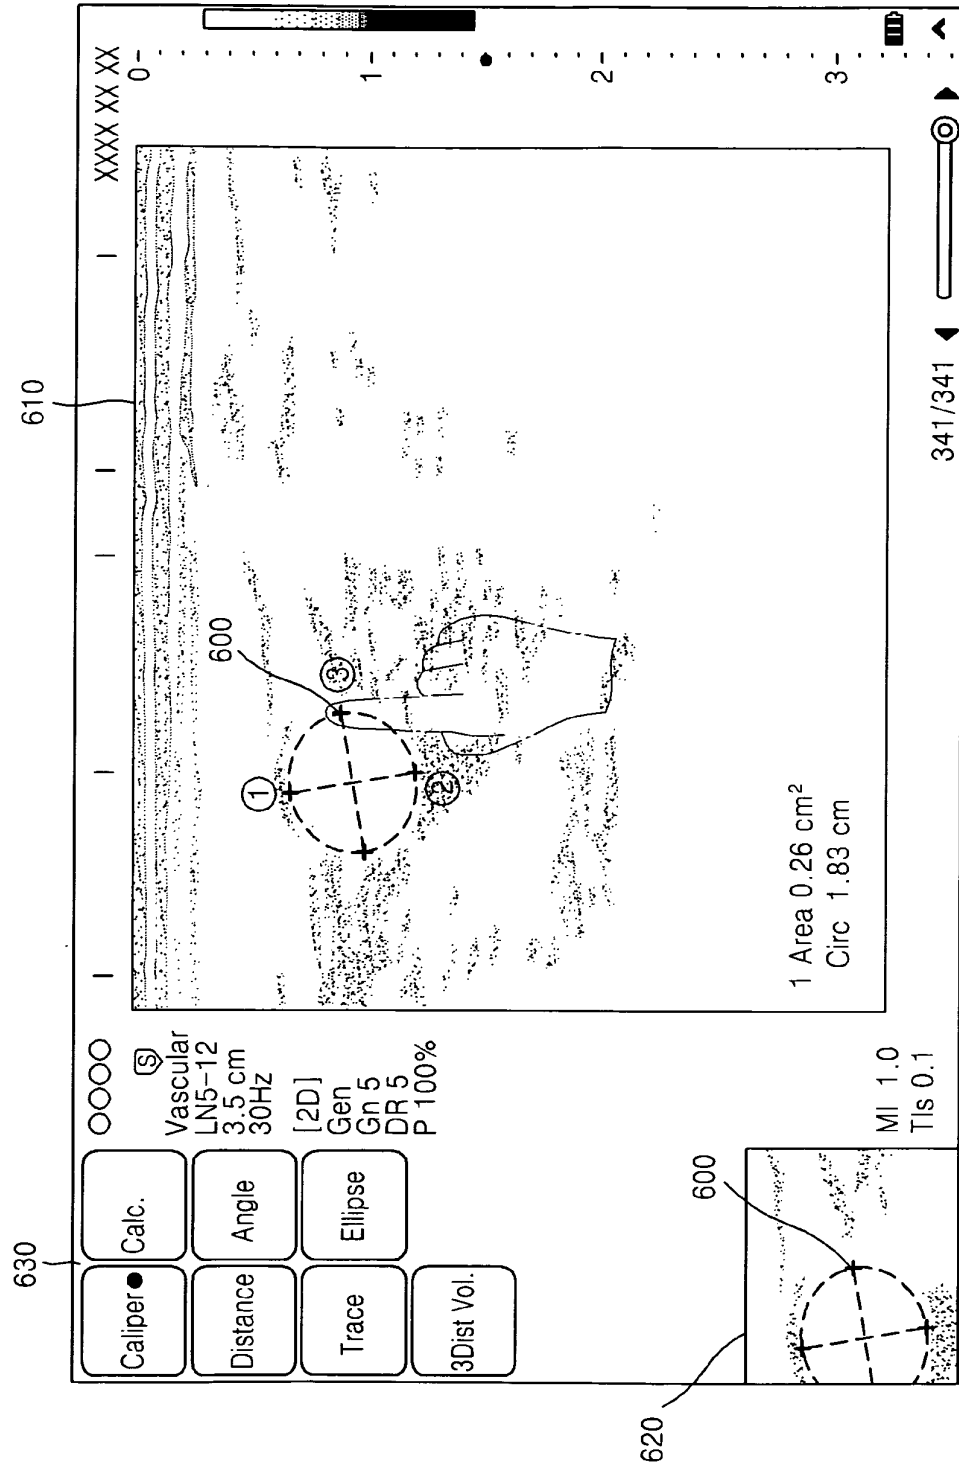 630
610
Caliper
Calc.
Distance
Angle
Trace
Ellipse
3Dist Vol.
S
Vascular
LN5-12
3.5 cm
30Hz
[2D]
Gen
Gn 5
DR 5
P 100%
XXXX XX XX
0
1
2
3
600
1
2
3
1 Area 0.26 cm²
Circ 1.83 cm
MI 1.0
TIs 0.1
341/341
620
600